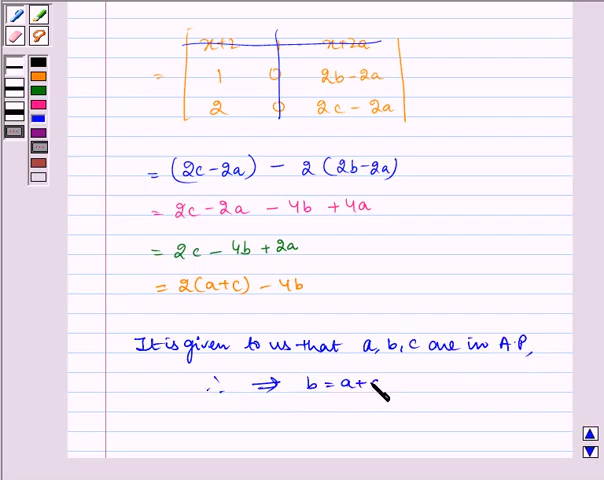 x+2 x+2a
= 1 0 2b-2a
2 0 2c-2a
= (2c-2a) - 2(2b-2a)
= 2c-2a - 4b + 4a
= 2c - 4b + 2a
= 2(a+c) - 4b
It is given to us that a, b, c are in A.P,
∴ ⇒ b = a+c